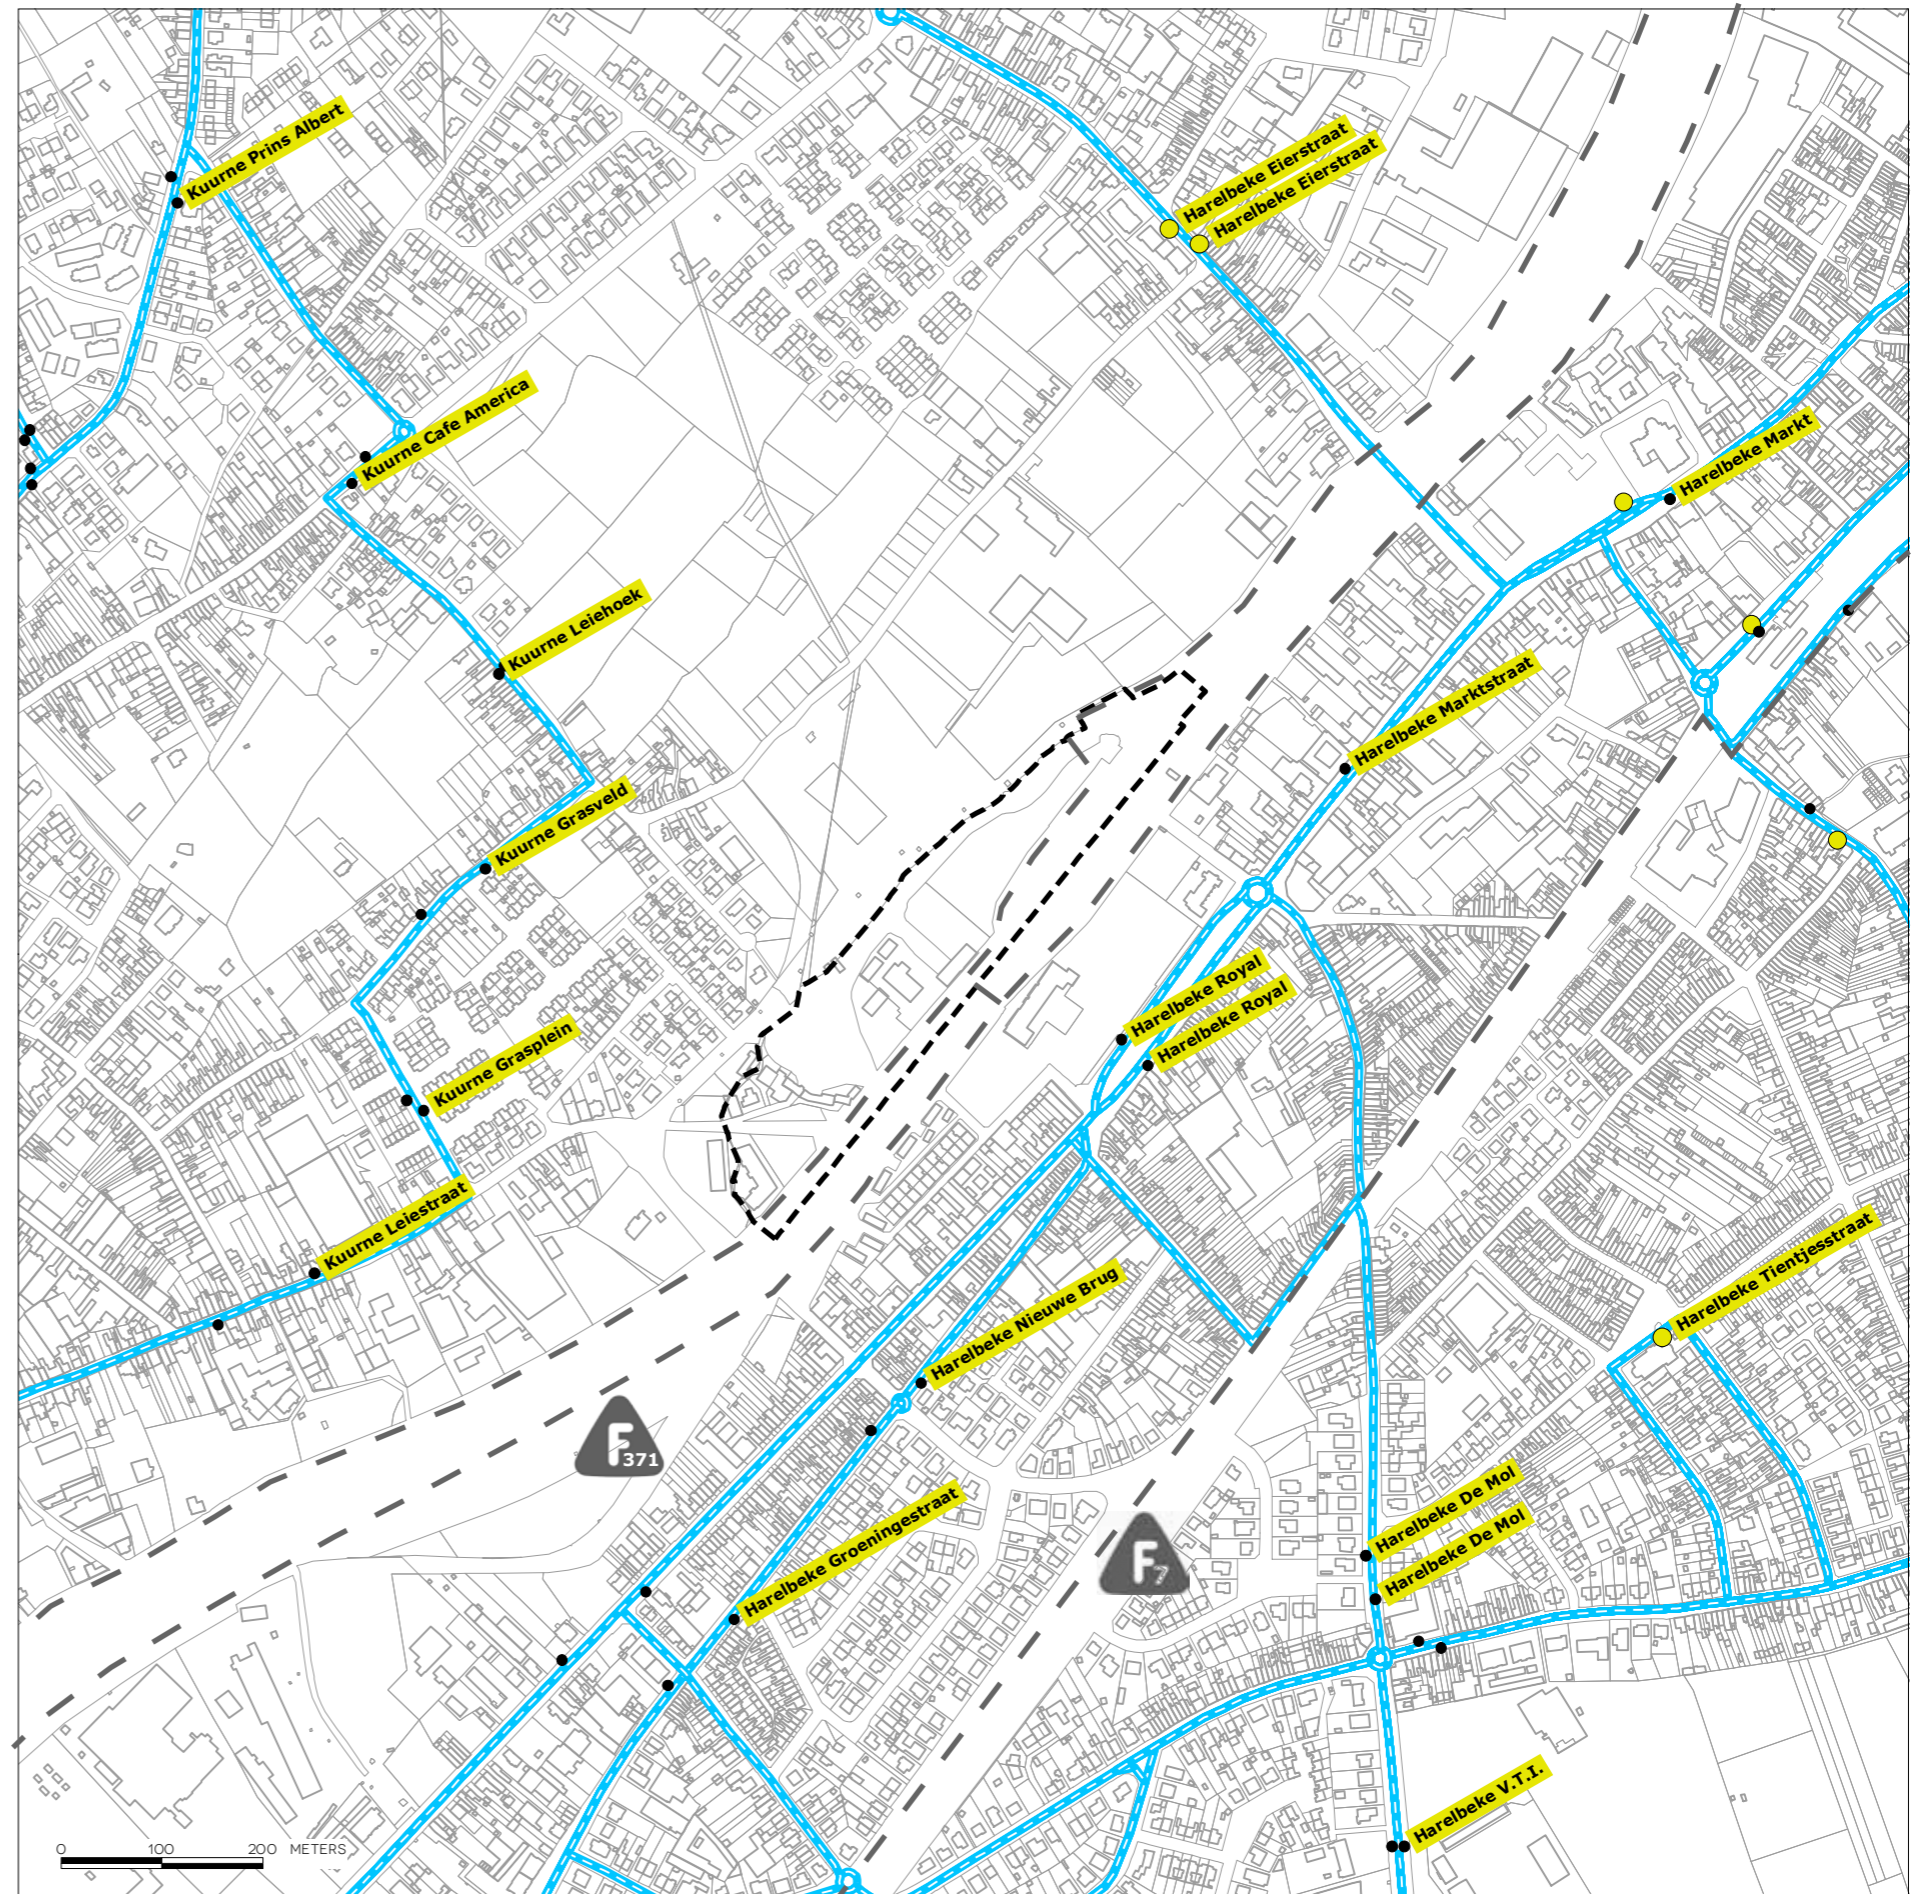 Kuurne Prins Albert
Harelbeke Eierstraat
Harelbeke Eierstraat
Kuurne Cafe America
Harelbeke Markt
Kuurne Leiehoek
Harelbeke Marktstraat
Kuurne Grasveld
Harelbeke Royal
Harelbeke Royal
Kuurne Grasplein
Kuurne Leiestraat
Harelbeke Tientjesstraat
Harelbeke Nieuwe Brug
F371
Harelbeke De Mol
Harelbeke Groeningestraat
Harelbeke De Mol
F7
Harelbeke V.T.I.
0 100 200 METERS